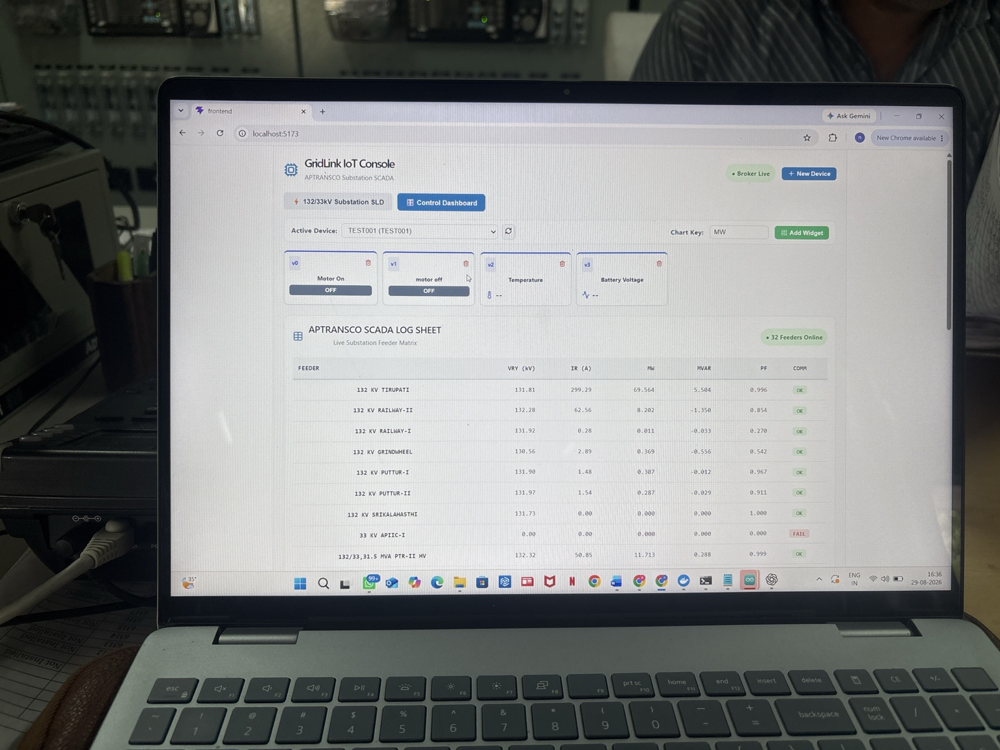 frontend
Ask Gemini
localhost:5173
n
New Chrome available
GridLink IoT Console
APTRANSCO Substation SCADA
• Broker Live
+ New Device
132/33kV Substation SLD
Control Dashboard
Active Device:
TEST001 (TEST001)
Chart Key:
MW
Add Widget
v0
Motor On
OFF
v1
motor off
OFF
v2
Temperature
--
v3
Battery Voltage
--
APTRANSCO SCADA LOG SHEET
Live Substation Feeder Matrix
• 32 Feeders Online
FEEDER VRY (kV) IR (A) MW MVAR PF COMM
132 KV TIRUPATI 131.81 299.29 69.564 5.504 0.996 OK
132 KV RAILWAY-II 132.28 62.56 8.202 -1.350 0.854 OK
132 KV RAILWAY-I 131.92 0.28 0.011 -0.033 0.270 OK
132 KV GRINDWHEEL 130.56 2.89 0.369 -0.556 0.542 OK
132 KV PUTTUR-I 131.90 1.48 0.307 -0.012 0.967 OK
132 KV PUTTUR-II 131.97 1.54 0.287 -0.029 0.911 OK
132 KV SRIKALAHASTHI 131.73 0.00 0.000 0.000 1.000 OK
33 KV APIIC-I 0.00 0.00 0.000 0.000 0.000 FAIL
132/33,31.5 MVA PTR-II HV 132.32 50.85 11.713 0.288 0.999 OK
35°
99+
N
ENG
IN
16:36
29-08-2026
Not Installed
Not Installed
Not Installed
6313
6314
esc F1 F2 F3 F4 F5 F6 F7 F8 F9 prt sc F10 home F11 end F12 insert delete CE +/-
~ ` ! 1 @ 2 # 3 $ 4 % 5 ^ 6 & 7 * 8 ( 9 ) 0 — - + = backspace num lock / *